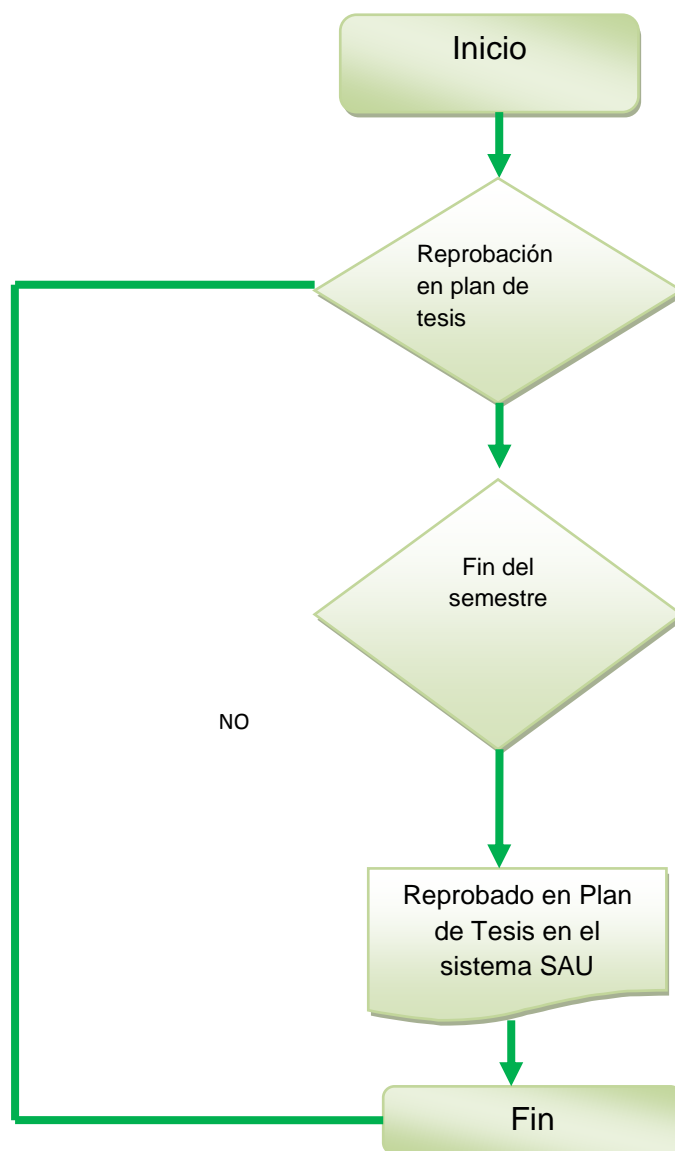 Inicio
Reprobación
en plan de
tesis
Fin del
semestre
NO
Reprobado en Plan
de Tesis en el
sistema SAU
Fin